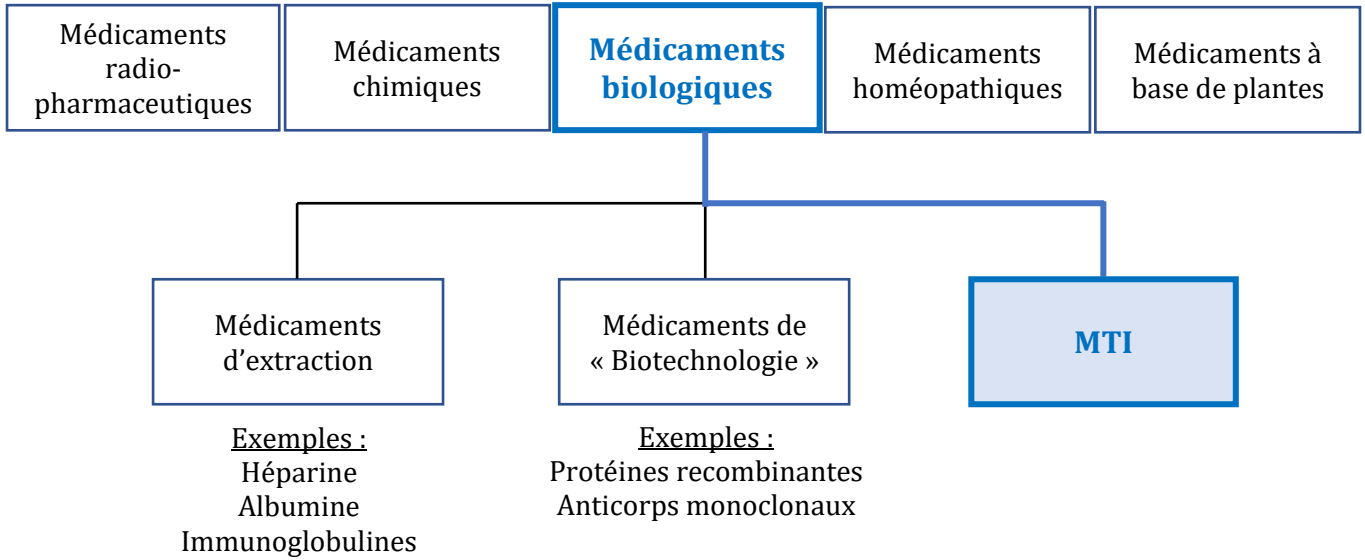 Médicaments
radio-
pharmaceutiques
Médicaments
chimiques
Médicaments
biologiques
Médicaments
homéopathiques
Médicaments à
base de plantes
Médicaments
d’extraction
Médicaments de
« Biotechnologie »
MTI
Exemples :
Héparine
Albumine
Immunoglobulines
Exemples :
Protéines recombinantes
Anticorps monoclonaux